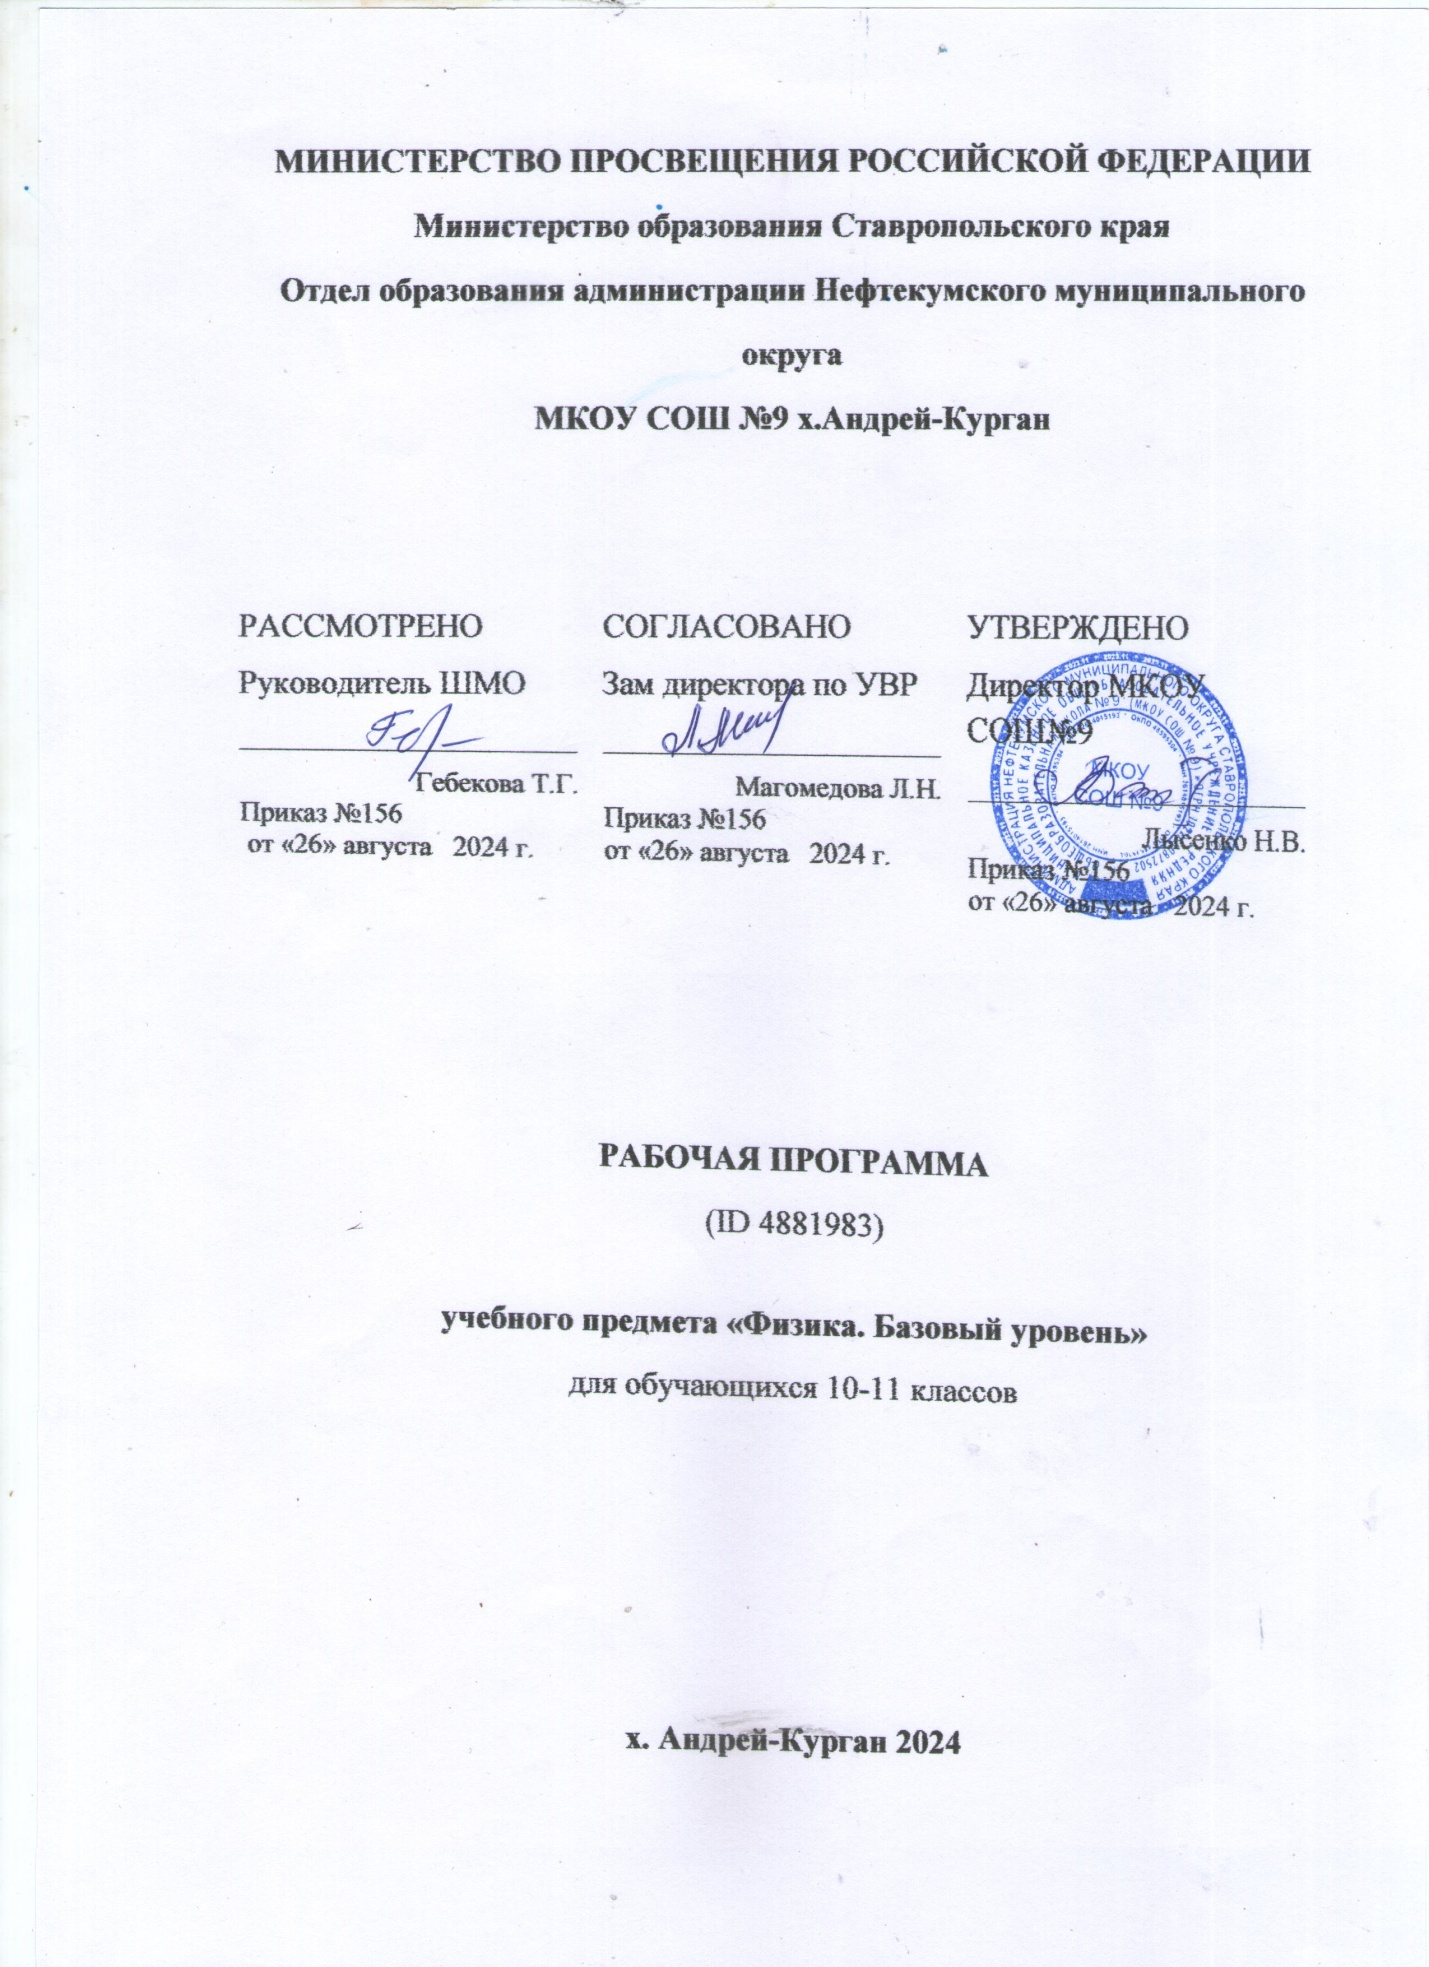 МИНИСТЕРСТВО ПРОСВЕЩЕНИЯ РОССИЙСКОЙ ФЕДЕРАЦИИ
Министерство образования Ставропольского края
Отдел образования администрации Нефтекумского муниципального
округа
МКОУ СОШ №9 х.Андрей-Курган
РАССМОТРЕНО
Руководитель ШМО
Гебекова Т.Г.
Приказ №156
от «26» августа 2024 г.
СОГЛАСОВАНО
Зам директора по УВР
Магомедова Л.Н.
Приказ №156
от «26» августа 2024 г.
УТВЕРЖДЕНО
Директор МКОУ
СОШ№9
МКОУ
СОШ №9
Лысенко Н.В.
Приказ №156
от «26» августа 2024 г.
РАБОЧАЯ ПРОГРАММА
(ID 4881983)
учебного предмета «Физика. Базовый уровень»
для обучающихся 10-11 классов
х. Андрей-Курган 2024